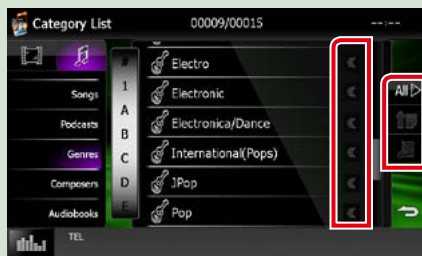 Category List 00009/00015 --:--
Electro
Songs
Podcasts
Genres
Composers
Audiobooks
#
1
A
B
C
D
E
Electronic
Electronica/Dance
International(Pops)
JPop
Pop
All
TEL